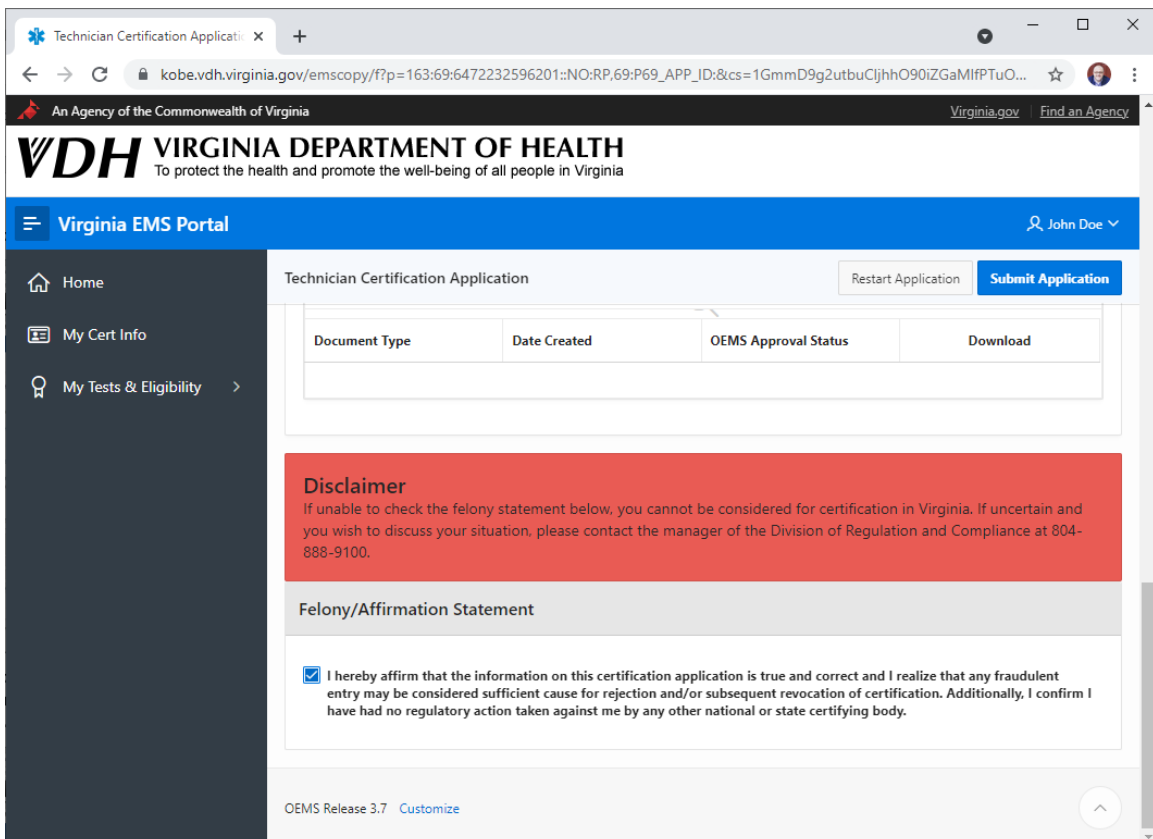 Technician Certification Applicatic
kobe.vdh.virginia.gov/emscopy/f?p=163:69:6472232596201::NO:RP,69:P69_APP_ID:&cs=1GmmD9g2utbuCljhhO90iZGaMlfPTuO...
An Agency of the Commonwealth of Virginia
Virginia.gov
Find an Agency
VDH VIRGINIA DEPARTMENT OF HEALTH
To protect the health and promote the well-being of all people in Virginia
Virginia EMS Portal
John Doe
Home
My Cert Info
My Tests & Eligibility
Technician Certification Application
Restart Application
Submit Application
Document Type
Date Created
OEMS Approval Status
Download
Disclaimer
If unable to check the felony statement below, you cannot be considered for certification in Virginia. If uncertain and
you wish to discuss your situation, please contact the manager of the Division of Regulation and Compliance at 804-
888-9100.
Felony/Affirmation Statement
I hereby affirm that the information on this certification application is true and correct and I realize that any fraudulent
entry may be considered sufficient cause for rejection and/or subsequent revocation of certification. Additionally, I confirm I
have had no regulatory action taken against me by any other national or state certifying body.
OEMS Release 3.7
Customize